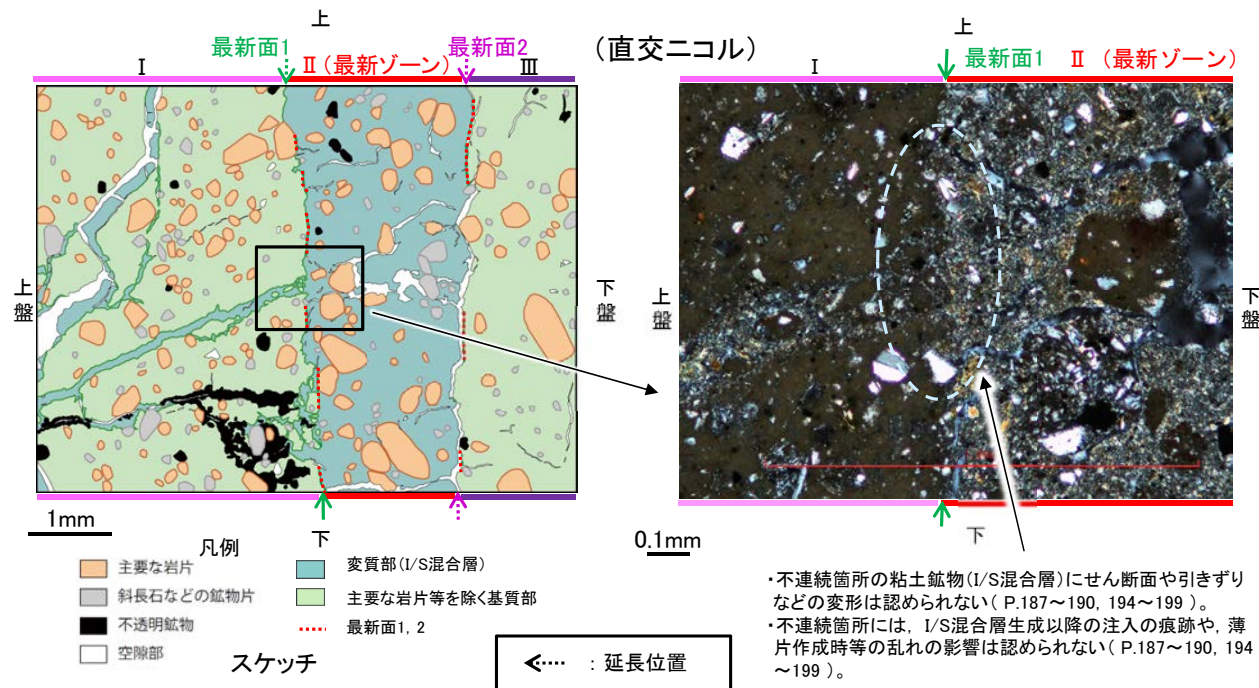 上
最新面1
Ⅱ(最新ゾーン)
最新面2
Ⅰ
Ⅲ
(直交ニコル)
上
最新面1
Ⅰ
Ⅱ (最新ゾーン)
上盤
下盤
上盤
下盤
1mm
下
0.1mm
下
凡例
主要な岩片
斜長石などの鉱物片
不透明鉱物
空隙部
変質部(I/S混合層)
主要な岩片等を除く基質部
最新面1, 2
スケッチ
: 延長位置
・不連続箇所の粘土鉱物(I/S混合層)にせん断面や引きずり
などの変形は認められない( P.187~190, 194~199 )。
・不連続箇所には, I/S混合層生成以降の注入の痕跡や, 薄
片作成時等の乱れの影響は認められない( P.187~190, 194
~199 )。